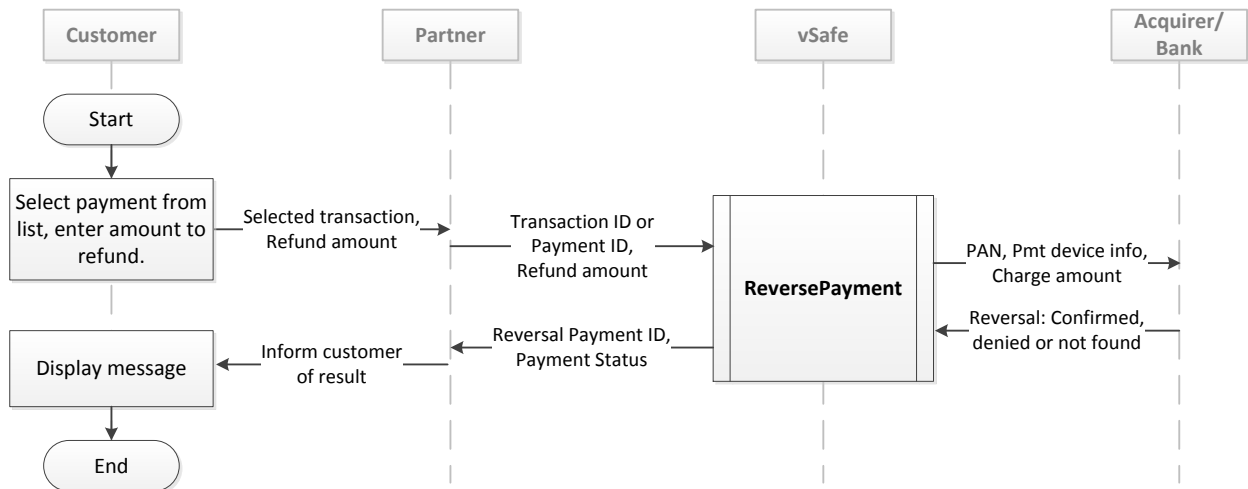 Customer
Partner
vSafe
Acquirer/
Bank
Start
Select payment from
list, enter amount to
refund.
Selected transaction,
Refund amount
Transaction ID or
Payment ID,
Refund amount
ReversePayment
PAN, Pmt device info,
Charge amount
Reversal: Confirmed,
denied or not found
Reversal Payment ID,
Payment Status
Inform customer
of result
Display message
End